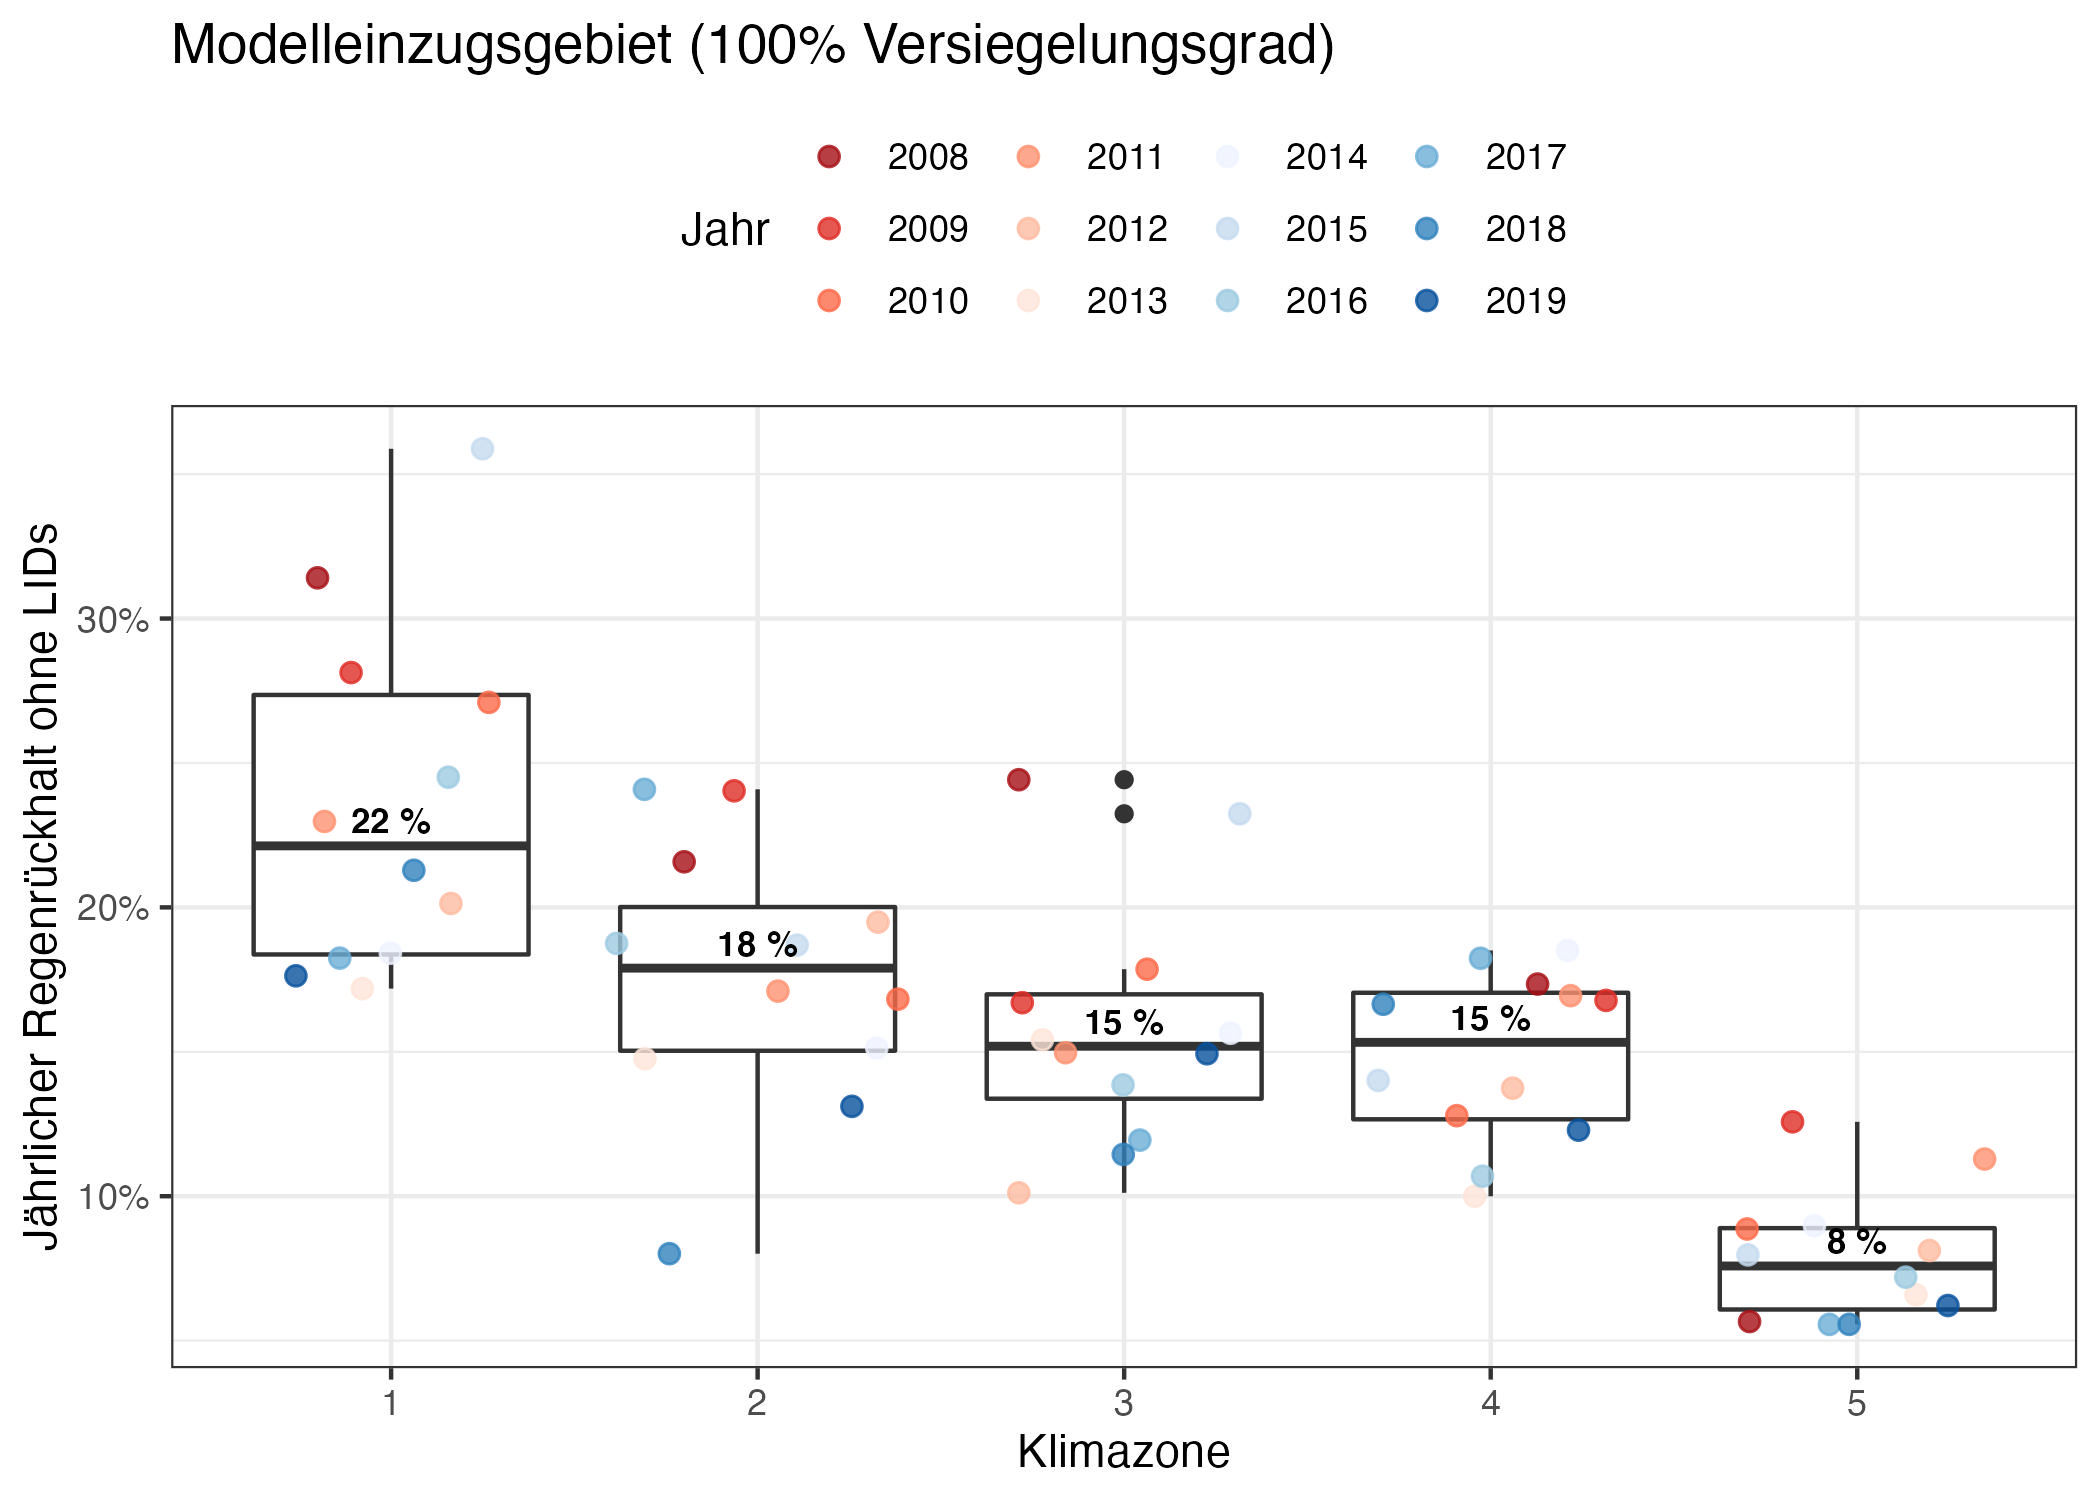 Modelleinzugsgebiet (100% Versiegelungsgrad)
Jahr
2008 2011 2014 2017
2009 2012 2015 2018
2010 2013 2016 2019
Jährlicher Regenrückhalt ohne LIDs
30%
20%
10%
22 %
18 %
15 %
15 %
8 %
1 2 3 4 5
Klimazone